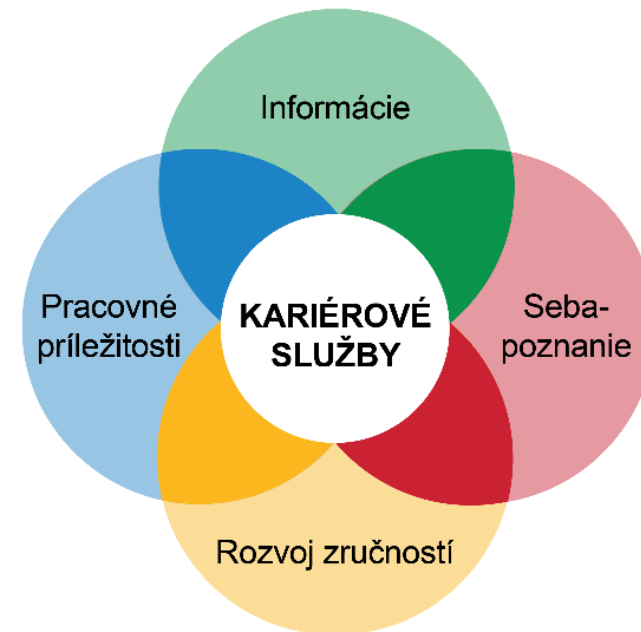 Informácie
Pracovné
príležitosti
KARIÉROVÉ
SLUŽBY
Seba-
poznanie
Rozvoj zručností